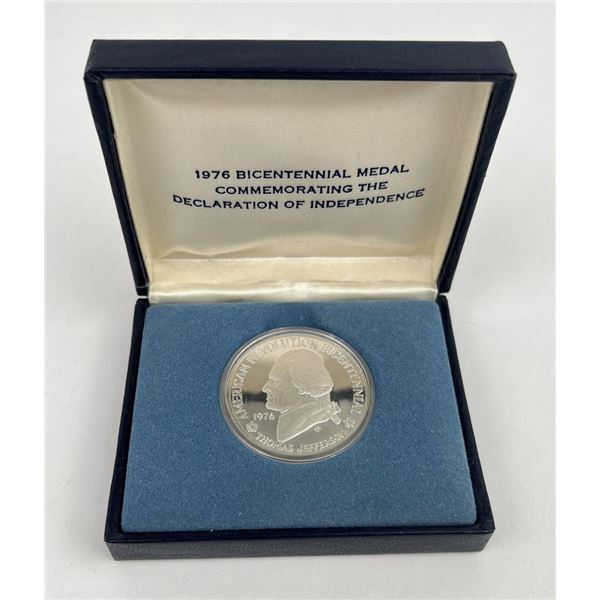 1976 BICENTENNIAL MEDAL
COMMEMORATING THE
DECLARATION OF INDEPENDENCE
AMERICAN REVOLUTION BICENTENNIAL
1976
THOMAS JEFFERSON